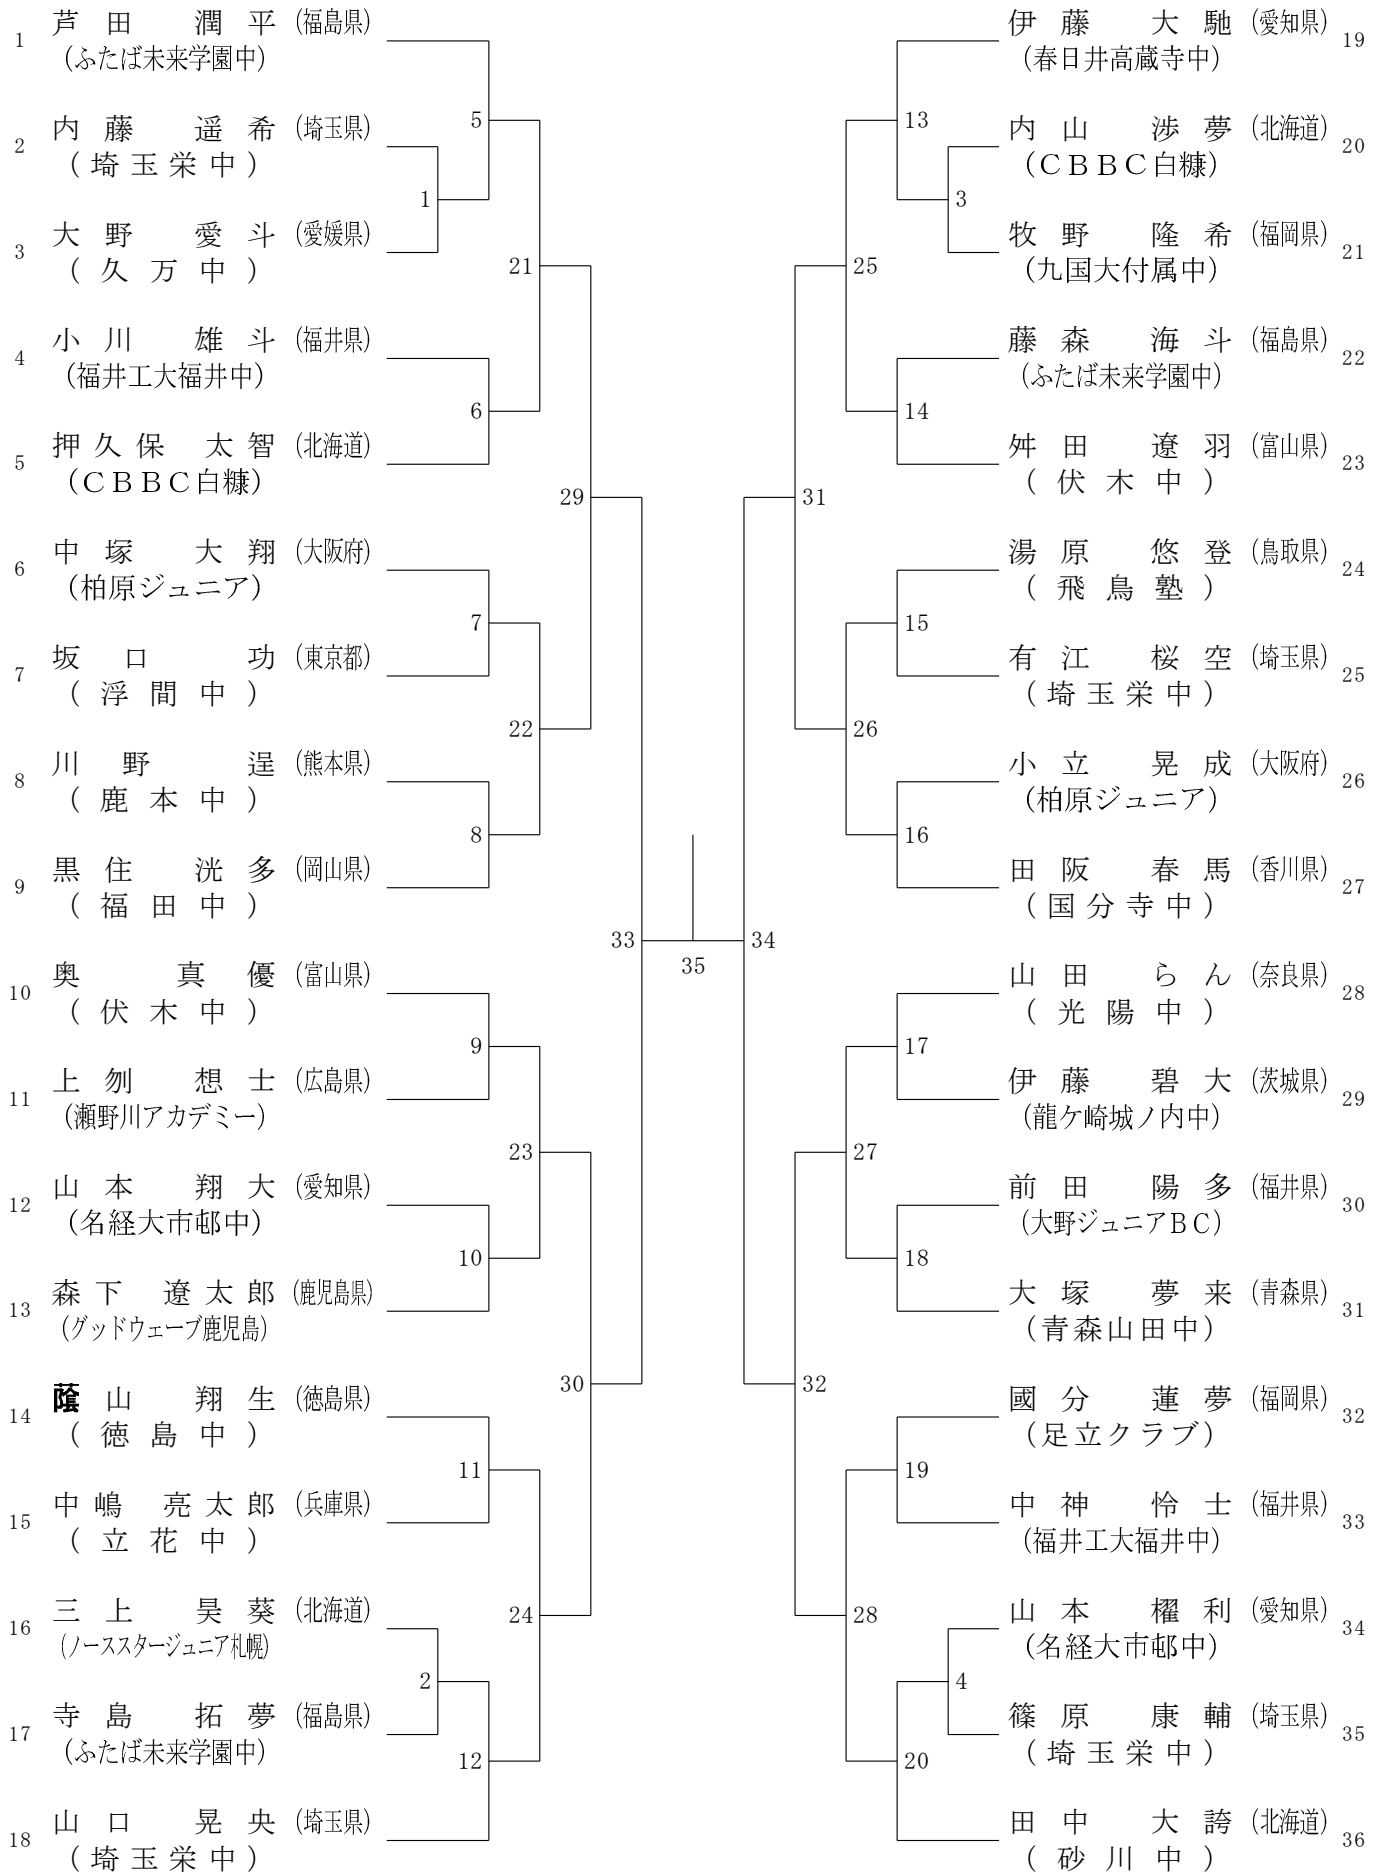 1 芦田 潤平 (福島県)
(ふたば未来学園中)
2 内藤 遥希 (埼玉県)
(埼玉栄中)
3 大野 愛斗 (愛媛県)
(久万中)
4 小川 雄斗 (福井県)
(福井工大福井中)
5 押久保 太智 (北海道)
(ＣＢＢＣ白糠)
6 中塚 大翔 (大阪府)
(柏原ジュニア)
7 坂口 功 (東京都)
(浮間中)
8 川野 逞 (熊本県)
(鹿本中)
9 黒住 洸多 (岡山県)
(福田中)
10 奥 真優 (富山県)
(伏木中)
11 上刎 想士 (広島県)
(瀬野川アカデミー)
12 山本 翔大 (愛知県)
(名経大市邨中)
13 森下 遼太郎 (鹿児島県)
(グッドウェーブ鹿児島)
14 蔭山 翔生 (徳島県)
(徳島中)
15 中嶋 亮太郎 (兵庫県)
(立花中)
16 三上 昊葵 (北海道)
(ノーススタージュニア札幌)
17 寺島 拓夢 (福島県)
(ふたば未来学園中)
18 山口 晃央 (埼玉県)
(埼玉栄中)
1
2
5
6
7
8
9
10
11
12
21
22
23
24
29
30
33
35
34
31
32
25
26
27
28
13
14
15
16
17
18
19
20
3
4
伊藤 大馳 (愛知県) 19
(春日井高蔵寺中)
内山 渉夢 (北海道) 20
(ＣＢＢＣ白糠)
牧野 隆希 (福岡県) 21
(九国大付属中)
藤森 海斗 (福島県) 22
(ふたば未来学園中)
舛田 遼羽 (富山県) 23
(伏木中)
湯原 悠登 (鳥取県) 24
(飛鳥塾)
有江 桜空 (埼玉県) 25
(埼玉栄中)
小立 晃成 (大阪府) 26
(柏原ジュニア)
田阪 春馬 (香川県) 27
(国分寺中)
山田 らん (奈良県) 28
(光陽中)
伊藤 碧大 (茨城県) 29
(龍ケ崎城ノ内中)
前田 陽多 (福井県) 30
(大野ジュニアＢＣ)
大塚 夢来 (青森県) 31
(青森山田中)
國分 蓮夢 (福岡県) 32
(足立クラブ)
中神 怜士 (福井県) 33
(福井工大福井中)
山本 櫂利 (愛知県) 34
(名経大市邨中)
篠原 康輔 (埼玉県) 35
(埼玉栄中)
田中 大誇 (北海道) 36
(砂川中)